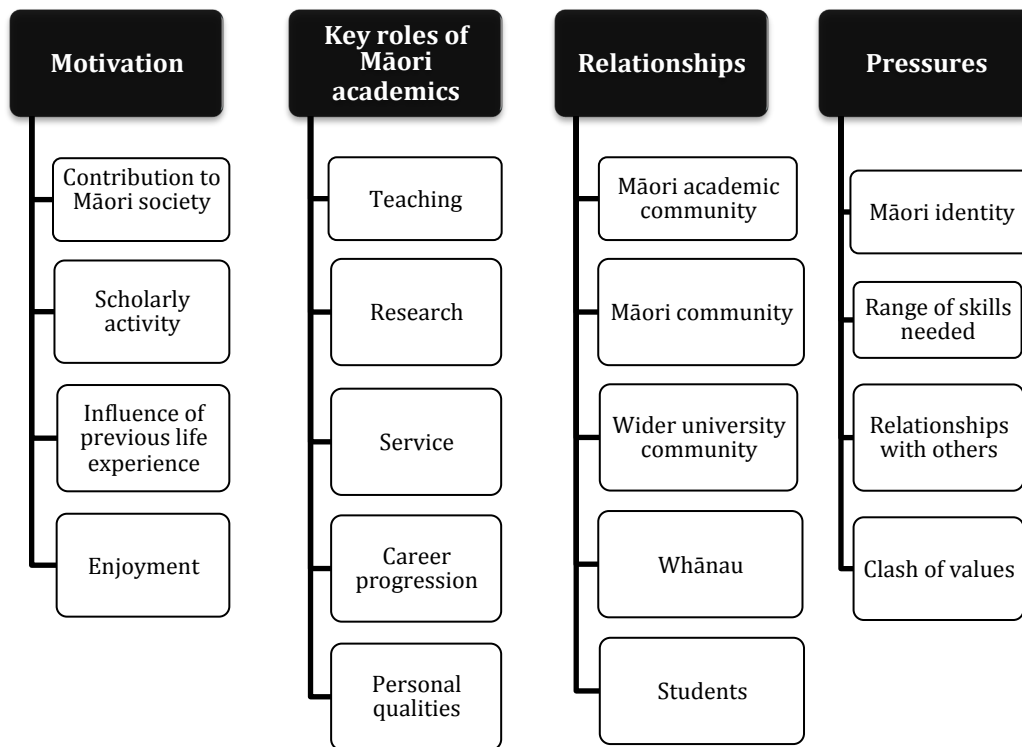 Motivation
Contribution to
Māori society
Scholarly
activity
Influence of
previous life
experience
Enjoyment
Key roles of
Māori
academics
Teaching
Research
Service
Career
progression
Personal
qualities
Relationships
Māori academic
community
Māori community
Wider university
community
Whānau
Students
Pressures
Māori identity
Range of skills
needed
Relationships
with others
Clash of values